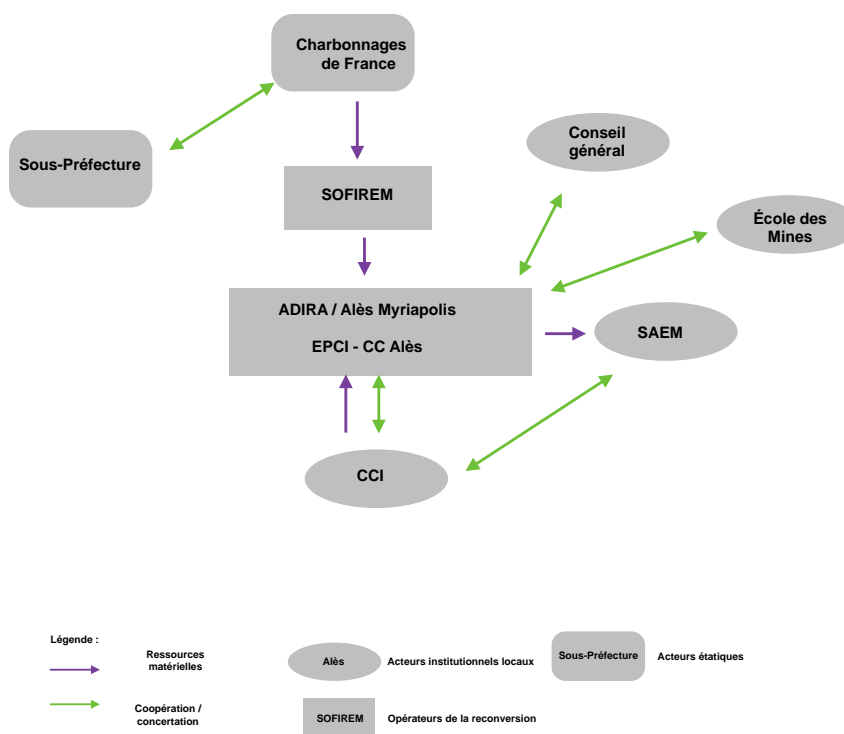 Charbonnages
de France
Sous-Préfecture
Conseil
général
SOFIREM
École des
Mines
ADIRA / Alès Myriapolis
EPCI - CC Alès
SAEM
CCI
Légende :
Ressources
matérielles
Coopération /
concertation
Alès
Acteurs institutionnels locaux
SOFIREM
Opérateurs de la reconversion
Sous-Préfecture
Acteurs étatiques